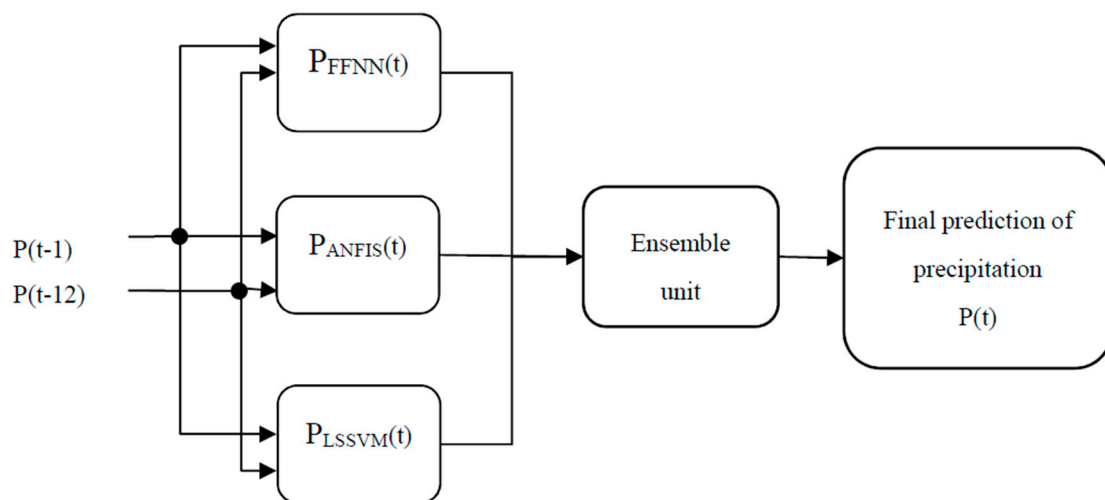 P(t-1)
P(t-12)
PFFNN(t)
PANFIS(t)
PLSSVM(t)
Ensemble
unit
Final prediction of
precipitation
P(t)